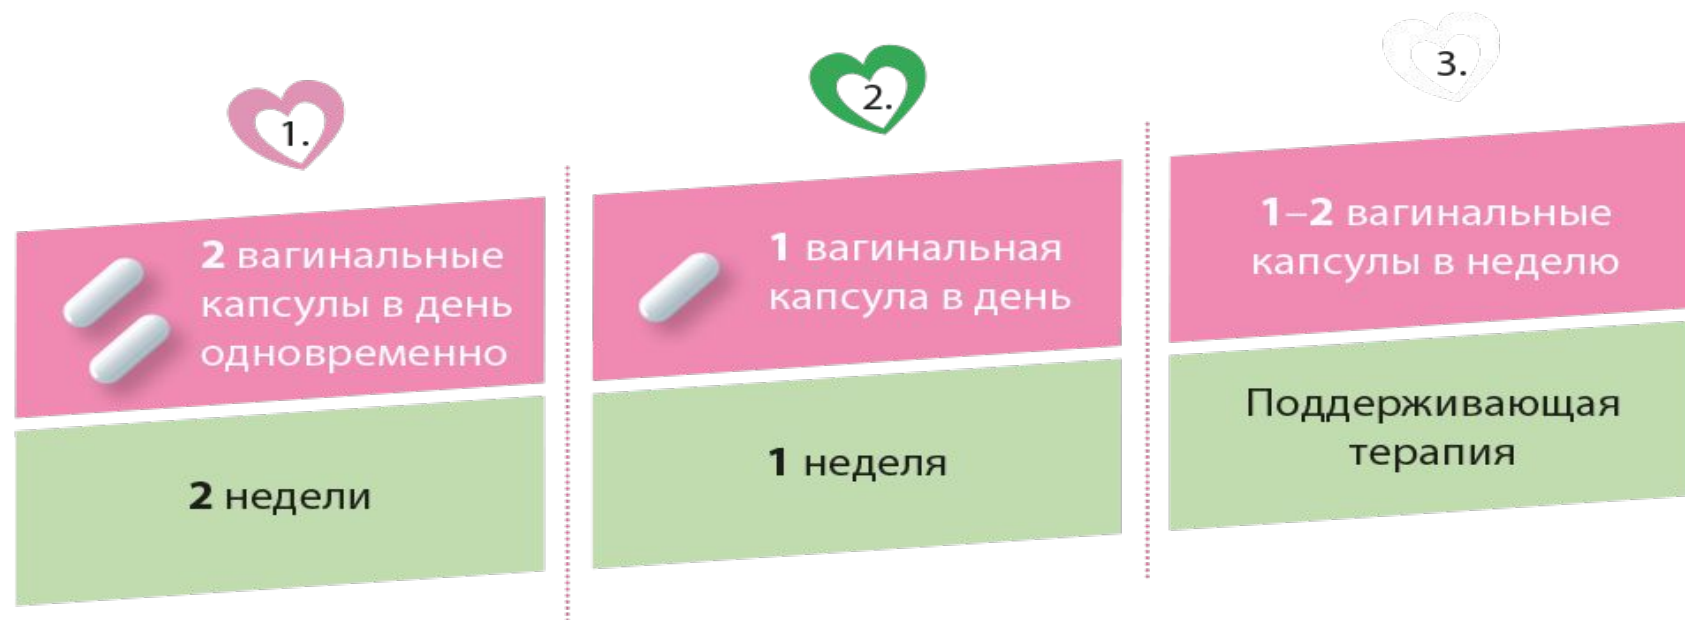 1.
2 вагинальные
капсулы в день
одновременно
2 недели
2.
1 вагинальная
капсула в день
1 неделя
3.
1–2 вагинальные
капсулы в неделю
Поддерживающая
терапия